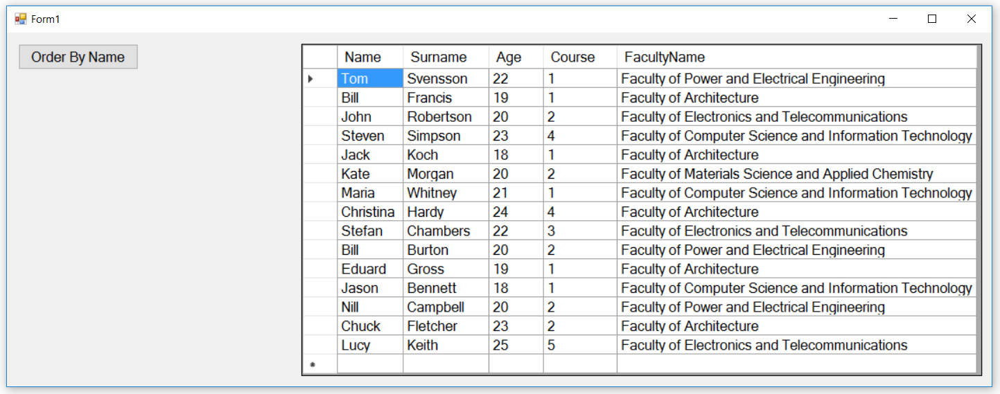 Form1
Order By Name
Name Surname Age Course FacultyName
Tom Svensson 22 1 Faculty of Power and Electrical Engineering
Bill Francis 19 1 Faculty of Architecture
John Robertson 20 2 Faculty of Electronics and Telecommunications
Steven Simpson 23 4 Faculty of Computer Science and Information Technology
Jack Koch 18 1 Faculty of Architecture
Kate Morgan 20 2 Faculty of Materials Science and Applied Chemistry
Maria Whitney 21 1 Faculty of Computer Science and Information Technology
Christina Hardy 24 4 Faculty of Architecture
Stefan Chambers 22 3 Faculty of Electronics and Telecommunications
Bill Burton 20 2 Faculty of Power and Electrical Engineering
Eduard Gross 19 1 Faculty of Architecture
Jason Bennett 18 1 Faculty of Computer Science and Information Technology
Nill Campbell 20 2 Faculty of Power and Electrical Engineering
Chuck Fletcher 23 2 Faculty of Architecture
Lucy Keith 25 5 Faculty of Electronics and Telecommunications